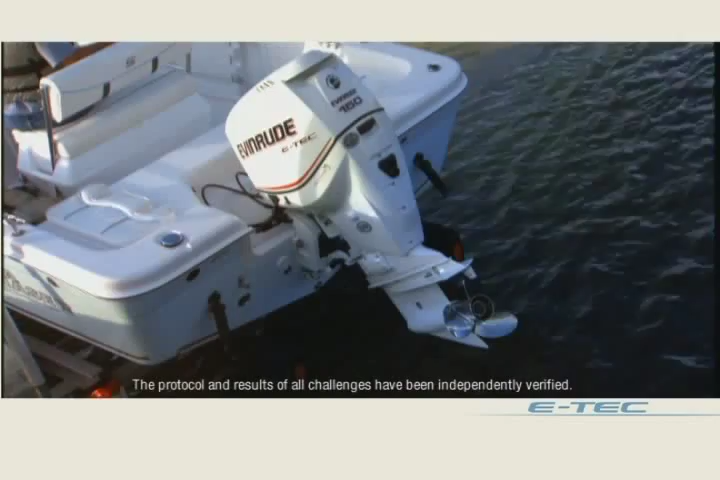 EVINRUDE
150
EVINRUDE
E-TEC
The protocol and results of all challenges have been independently verified.
E-TEC